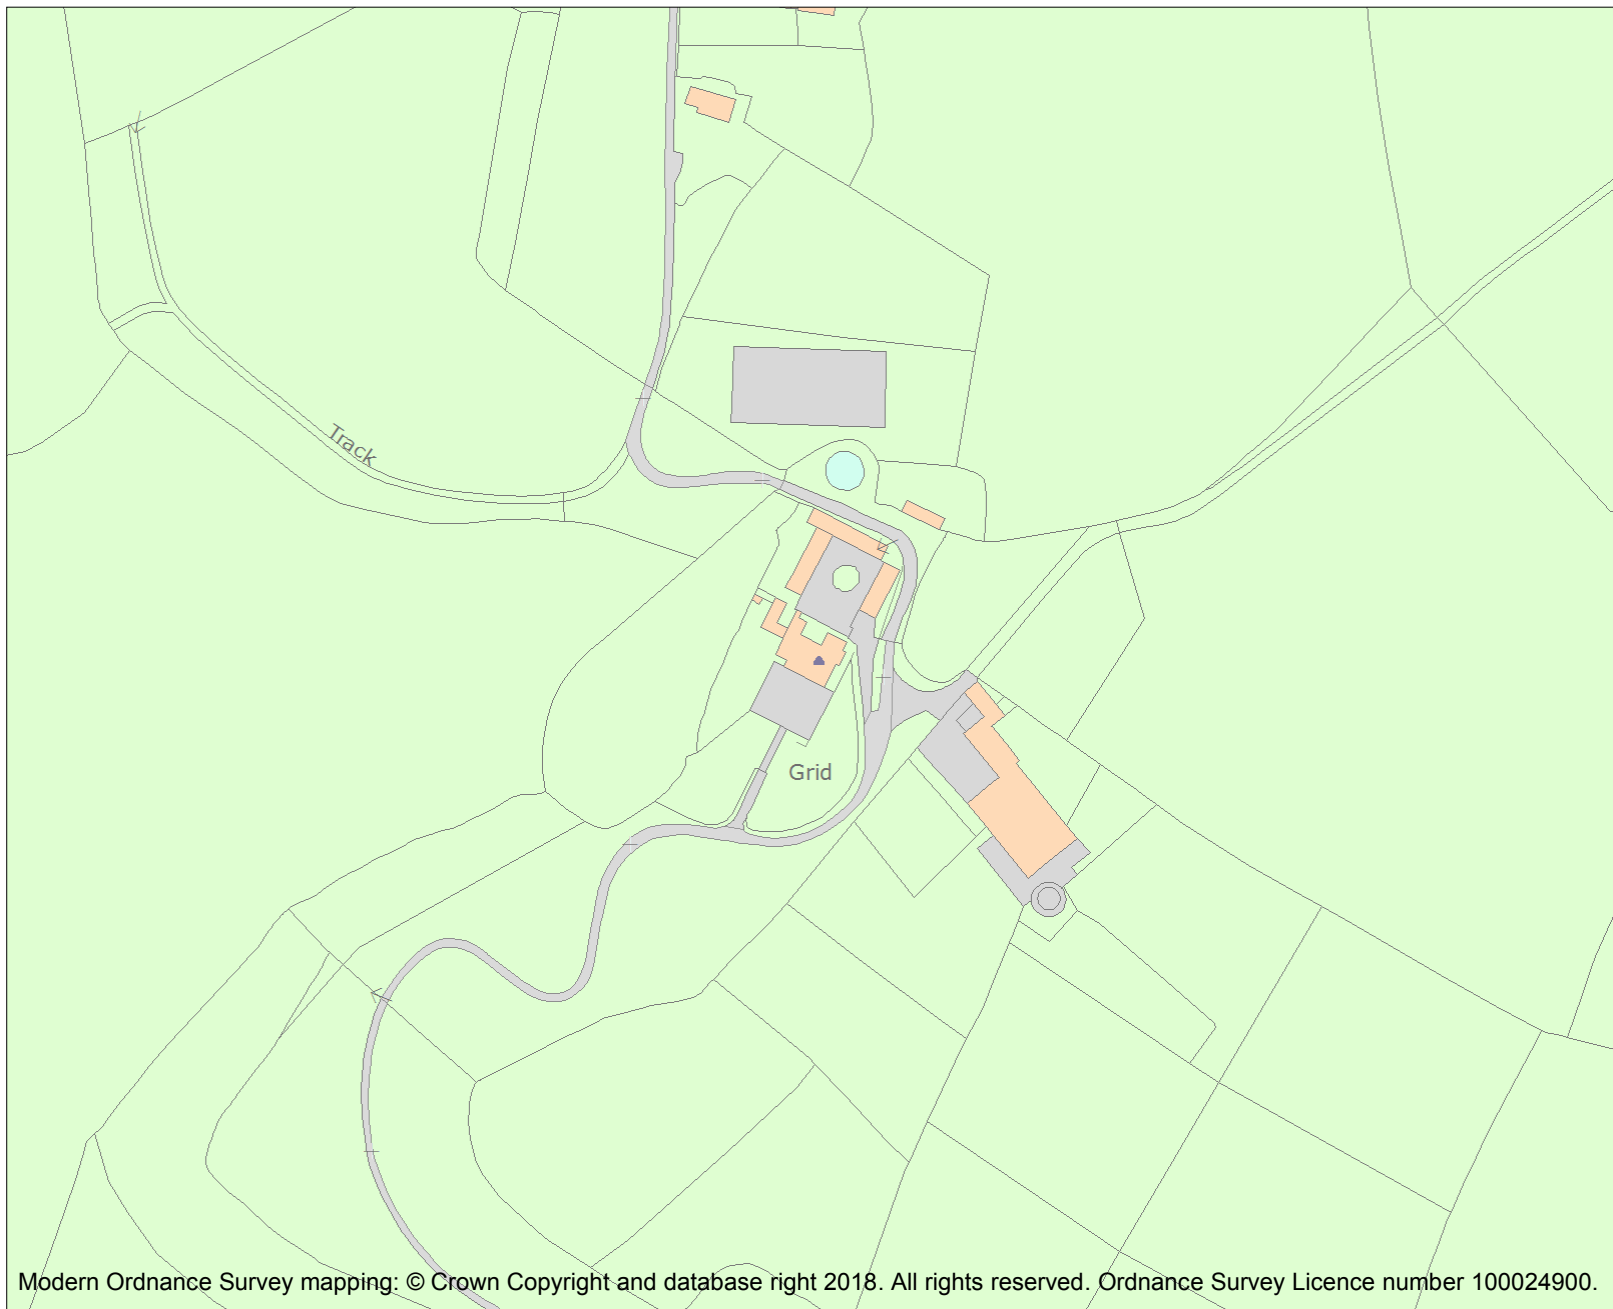 Track
Grid
Modern Ordnance Survey mapping: © Crown Copyright and database right 2018. All rights reserved. Ordnance Survey Licence number 100024900.